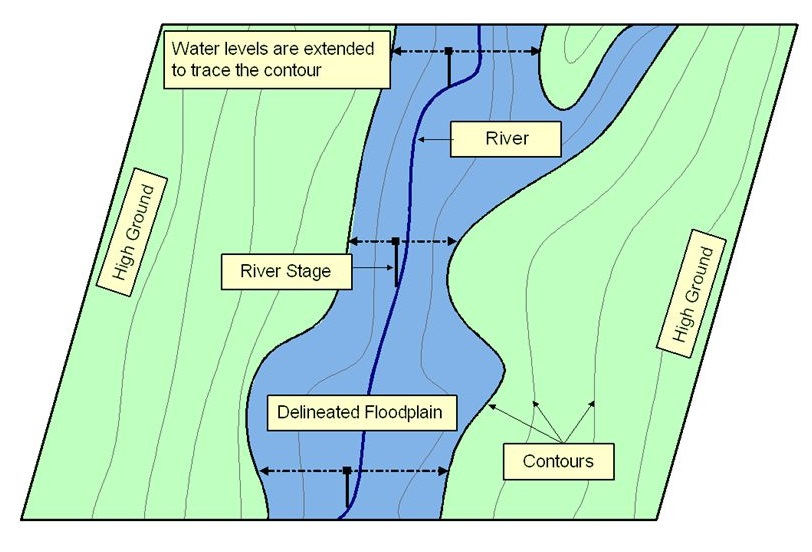 Water levels are extended
to trace the contour
River
High Ground
River Stage
High Ground
Delineated Floodplain
Contours